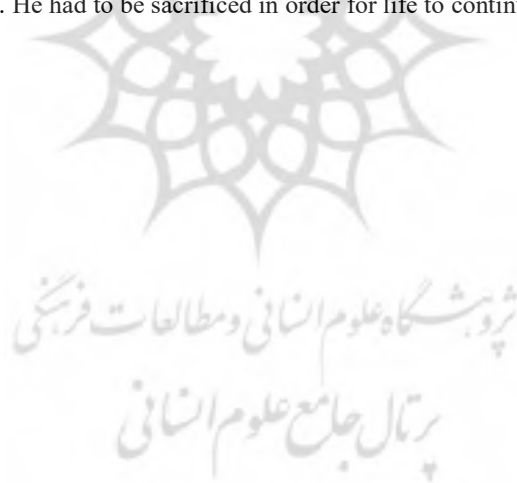 . He had to be sacrificed in order for life to contin
پژوهشگاه علوم انسانی و مطالعات فرهنگی
پرتال جامع علوم انسانی